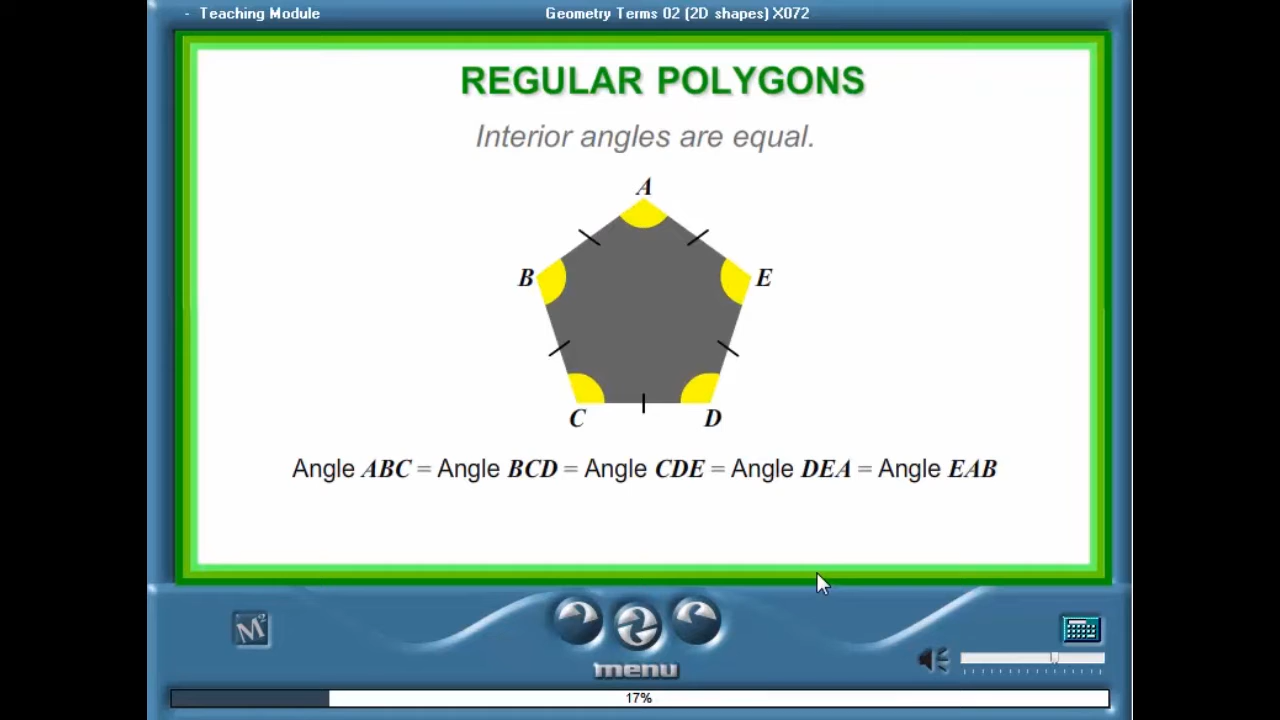 - Teaching Module
Geometry Terms 02 (2D shapes) X072
REGULAR POLYGONS
Interior angles are equal.
A
B
E
C
D
Angle ABC = Angle BCD = Angle CDE = Angle DEA = Angle EAB
M²
menu
17%